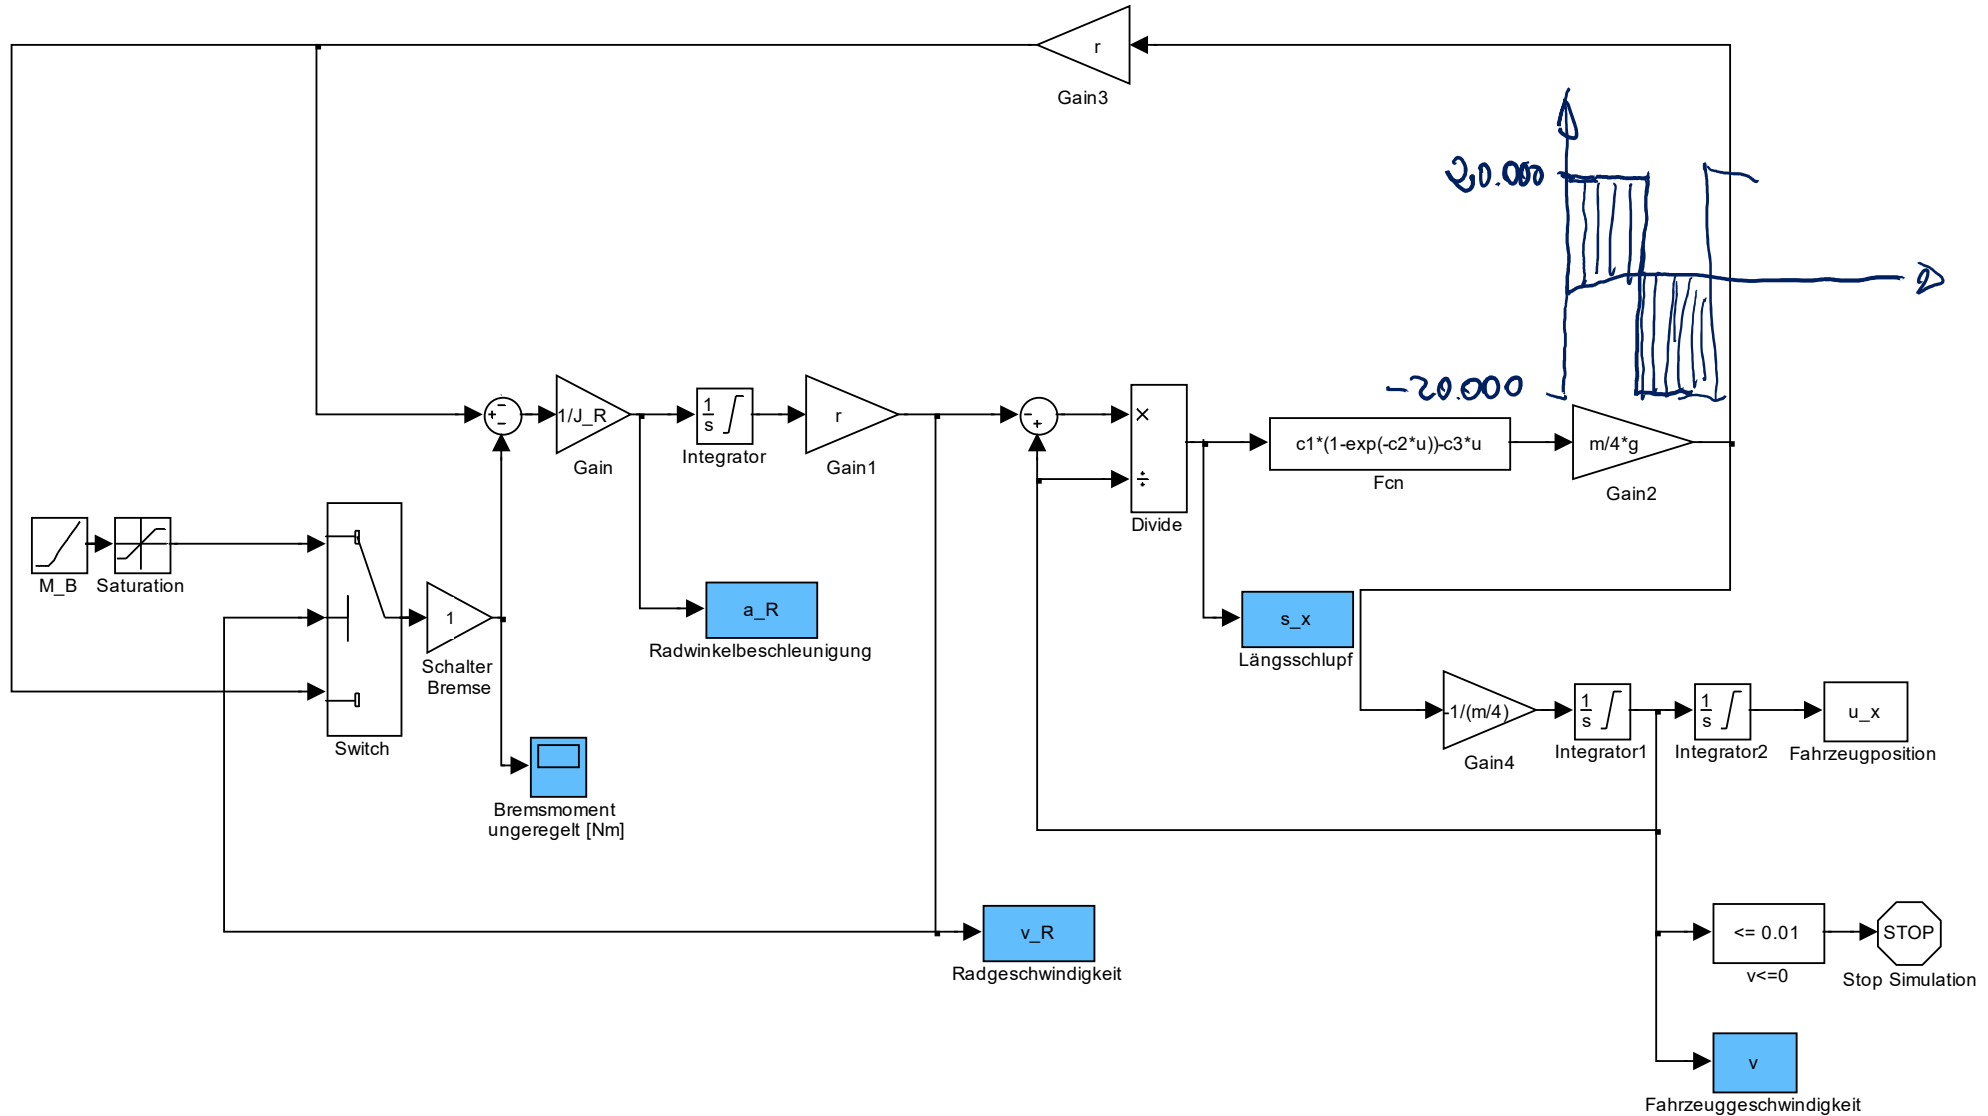 r
Gain3
20.000
-20.000
+
-
-
1/J_R
Gain
1
s
Integrator
r
Gain1
-
+
×
÷
Divide
c1*(1-exp(-c2*u))-c3*u
Fcn
m/4*g
Gain2
M_B
Saturation
Switch
1
Schalter
Bremse
a_R
Radwinkelbeschleunigung
s_x
Längsschlupf
Bremsmoment
ungeregelt [Nm]
-1/(m/4)
Gain4
1
s
Integrator1
1
s
Integrator2
u_x
Fahrzeugposition
v_R
Radgeschwindigkeit
<= 0.01
v<=0
STOP
Stop Simulation
v
Fahrzeuggeschwindigkeit